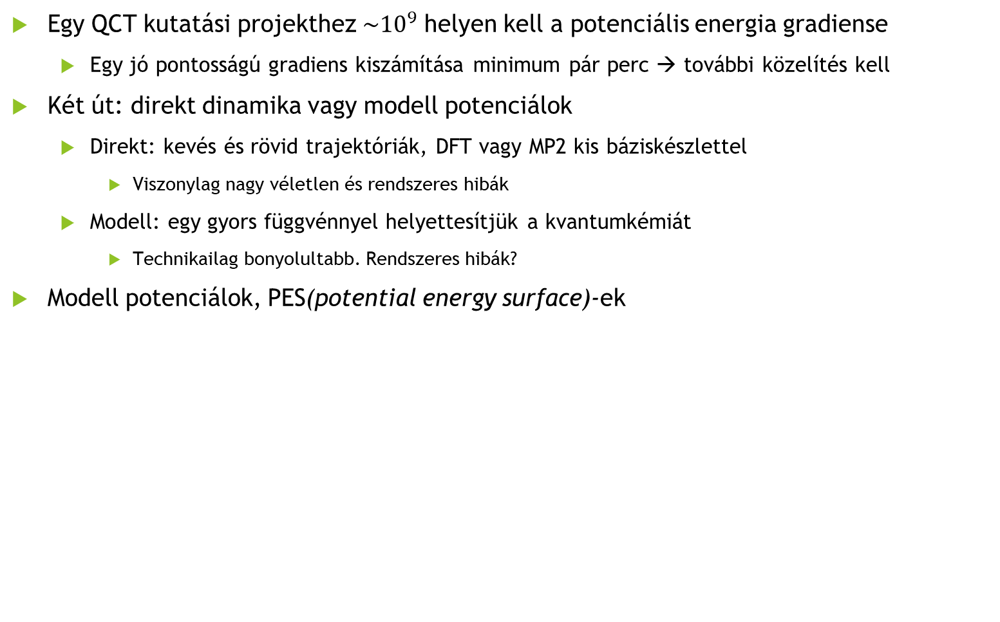 Egy QCT kutatási projekthez ~10⁹ helyen kell a potenciális energia gradiense
Egy jó pontosságú gradiens kiszámítása minimum pár perc → további közelítés kell
Két út: direkt dinamika vagy modell potenciálok
Direkt: kevés és rövid trajektóriák, DFT vagy MP2 kis báziskészlettel
Viszonylag nagy véletlen és rendszeres hibák
Modell: egy gyors függvénnyel helyettesítjük a kvantumkémiát
Technikailag bonyolultabb. Rendszeres hibák?
Modell potenciálok, PES(potential energy surface)-ek